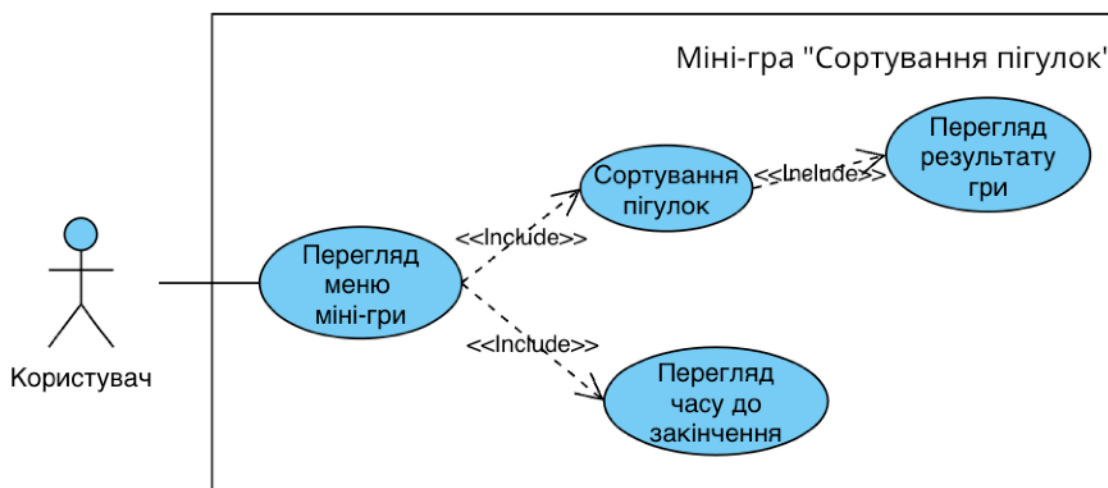 Міні-гра "Сортування пігулок"
Перегляд
результату
гри
<<Include>>
Сортування
пігулок
<<Include>>
Перегляд
меню
міні-гри
<<Include>>
Користувач
Перегляд
часу до
закінчення